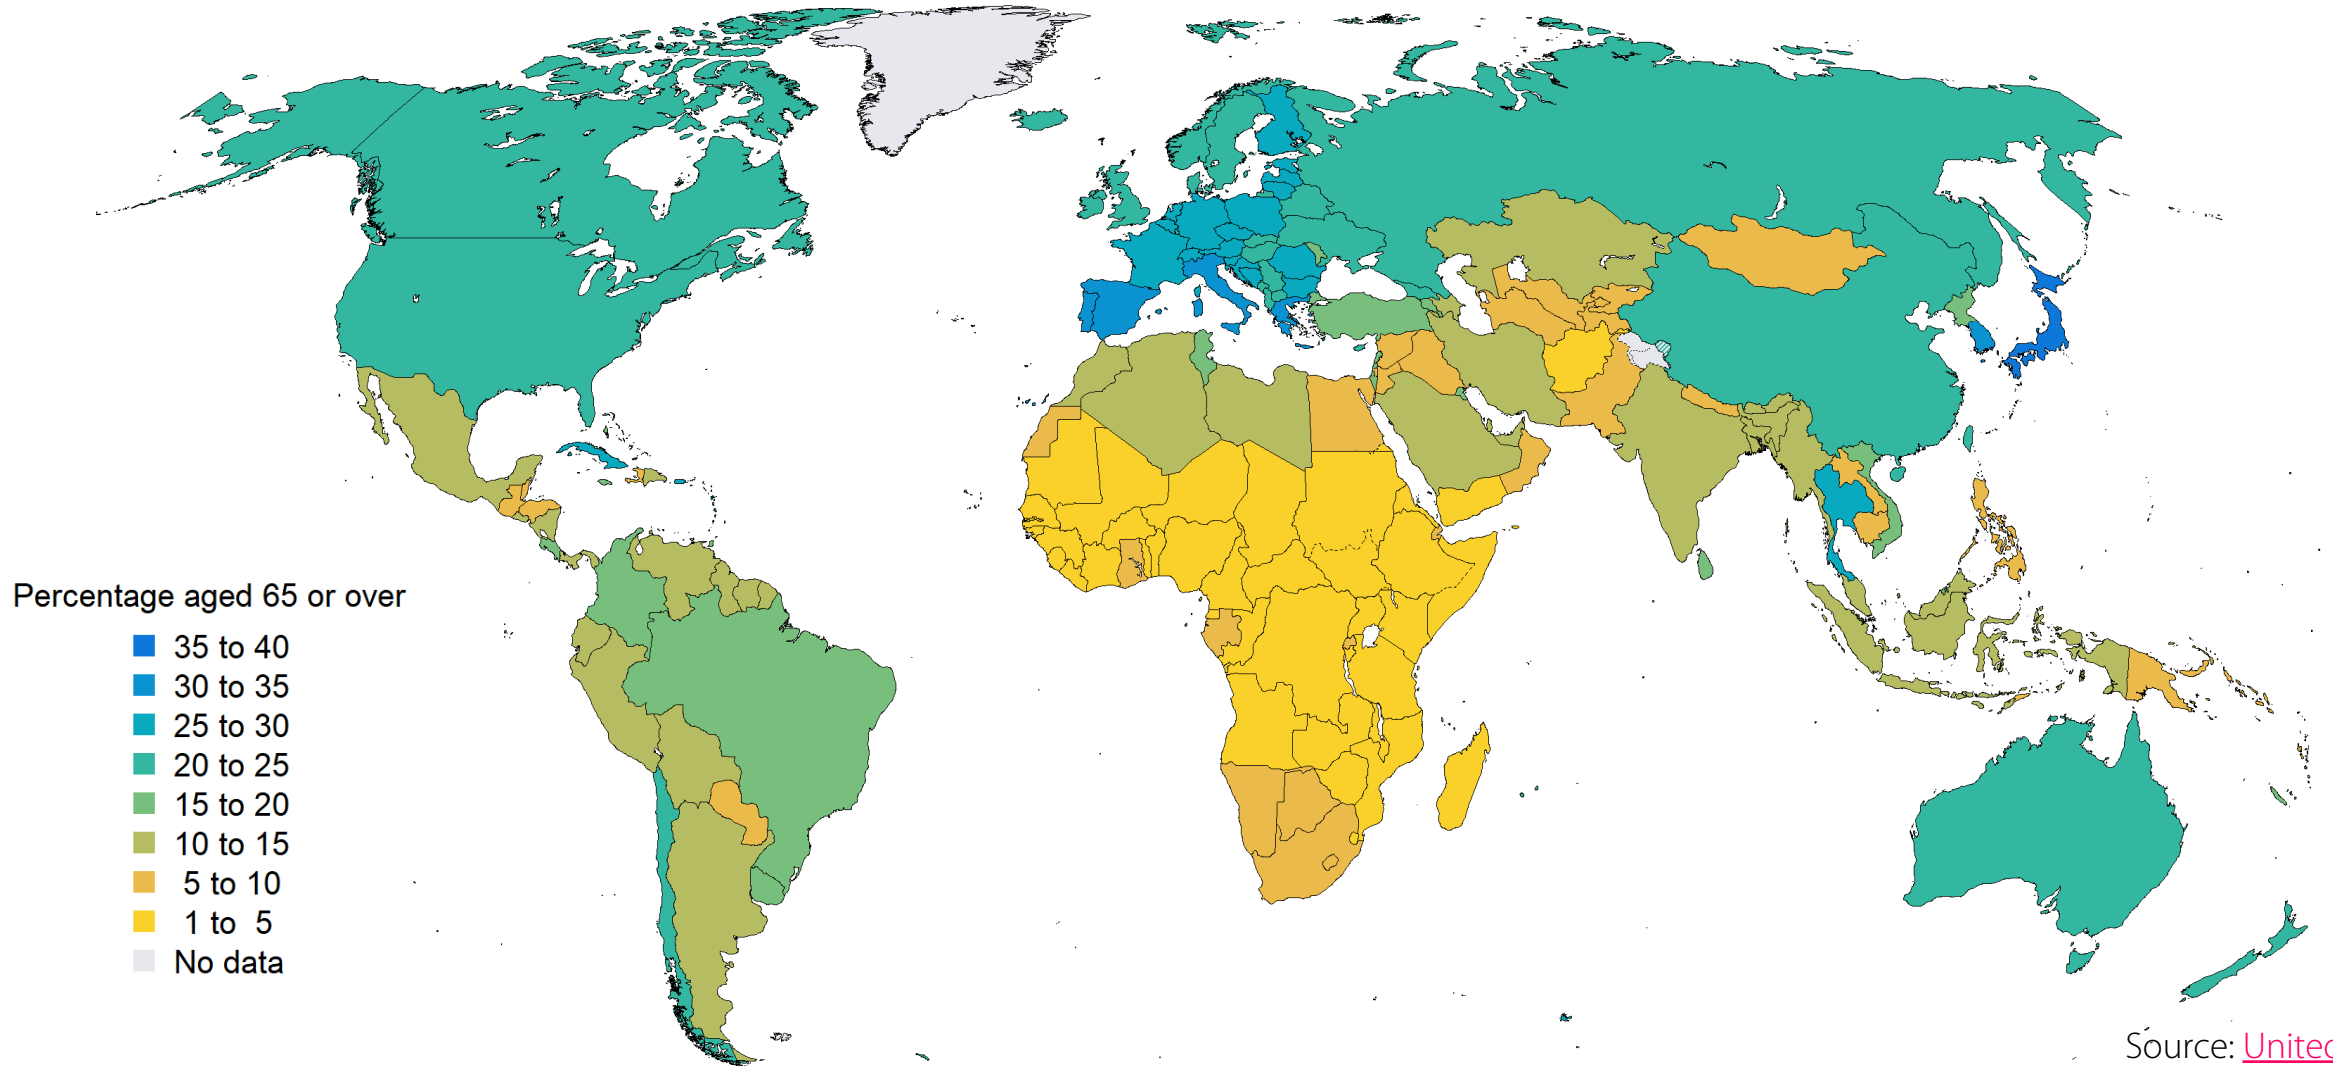 Percentage aged 65 or over
35 to 40
30 to 35
25 to 30
20 to 25
15 to 20
10 to 15
5 to 10
1 to 5
No data
Source: United